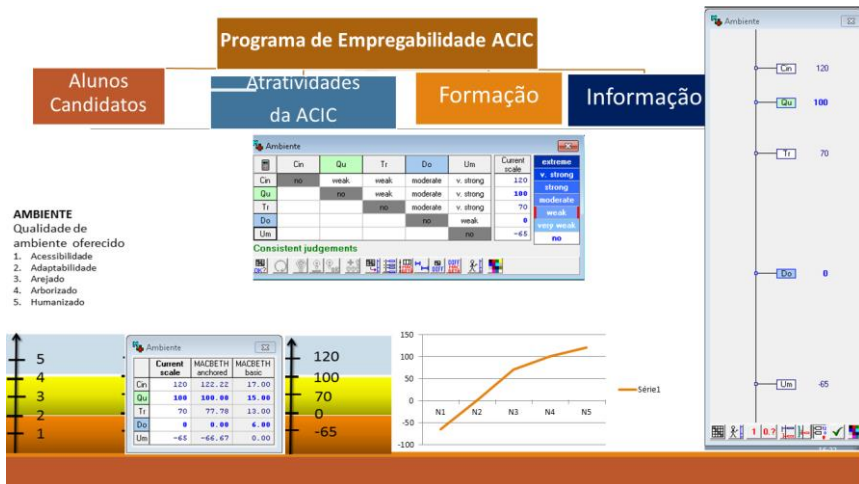 Programa de Empregabilidade ACIC
Alunos
Candidatos
Atratividades
da ACIC
Formação
Informação
Ambiente
Cin Qu Tr Do Um Current scale
Cin no weak weak moderate v. strong 120
Qu no weak moderate v. strong 100
Tr no moderate v. strong 70
Do no weak 0
Um no -65
Consistent judgements
extreme
v. strong
strong
moderate
weak
very weak
no
AMBIENTE
Qualidade de
ambiente oferecido
1. Acessibilidade
2. Adaptabilidade
3. Arejado
4. Arborizado
5. Humanizado
5
4
3
2
1
Ambiente
Current scale MACBETH anchored MACBETH basic
Cin 120 122.22 17.00
Qu 100 100.00 15.00
Tr 70 77.78 13.00
Do 0 0.00 6.00
Um -65 -66.67 0.00
120
100
70
0
-65
150
100
50
0
-50
-100
N1 N2 N3 N4 N5
Série1
Ambiente
Cin 120
Qu 100
Tr 70
Do 0
Um -65